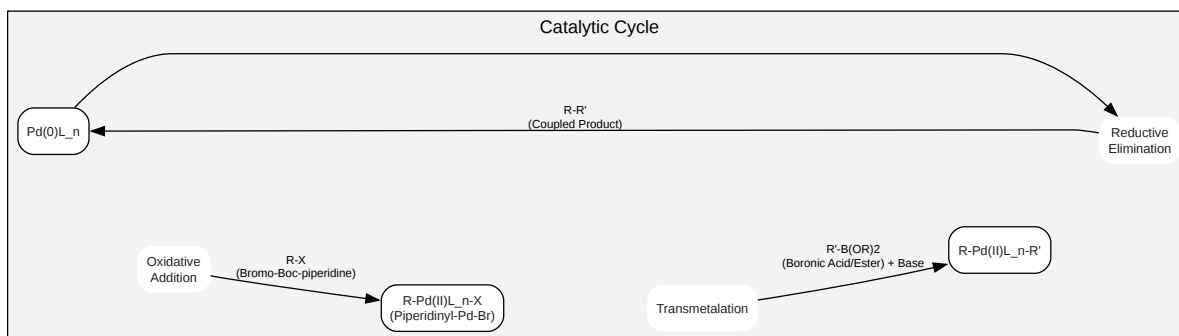 Catalytic Cycle
R-R'
(Coupled Product)
Pd(0)L_n
Reductive
Elimination
Oxidative
Addition
R-X
(Bromo-Boc-piperidine)
R-Pd(II)L_n-X
(Piperidinyl-Pd-Br)
R'-B(OR)2
(Boronic Acid/Ester) + Base
R-Pd(II)L_n-R'
Transmetalation